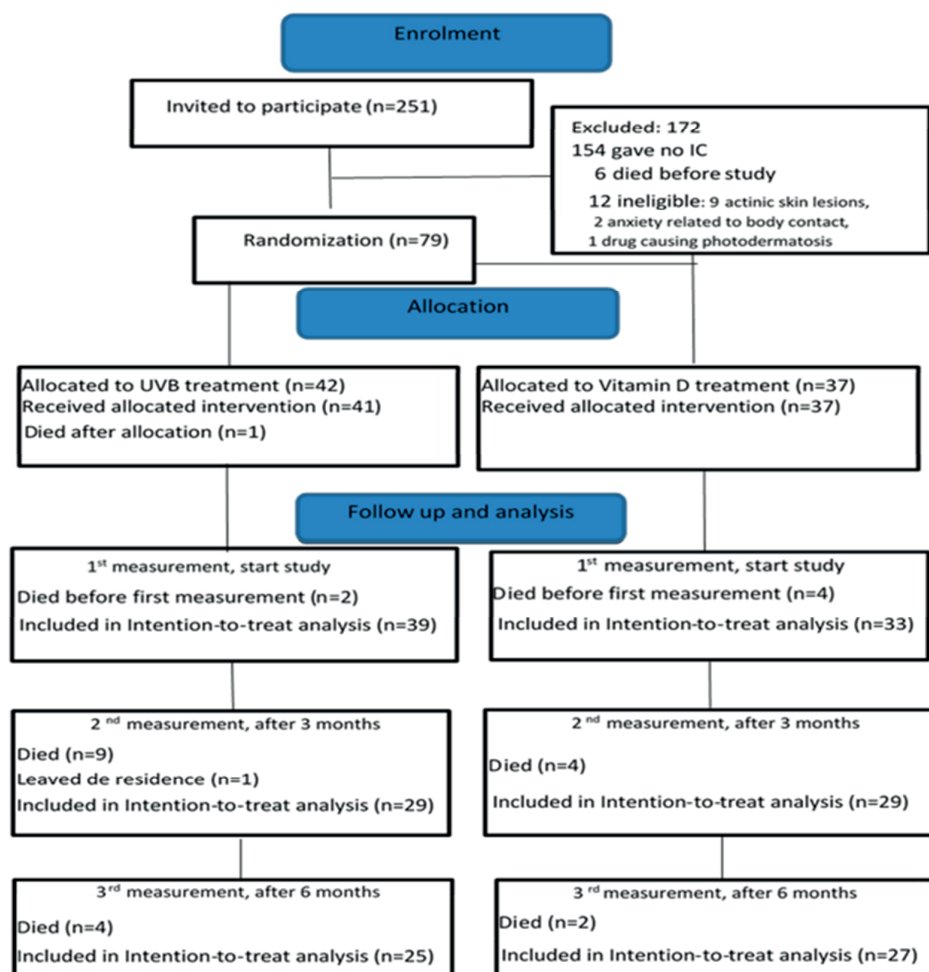 Enrolment
Invited to participate (n=251)
Excluded: 172
154 gave no IC
6 died before study
12 ineligible: 9 actinic skin lesions,
2 anxiety related to body contact,
1 drug causing photodermatosis
Randomization (n=79)
Allocation
Allocated to UVB treatment (n=42)
Received allocated intervention (n=41)
Died after allocation (n=1)
Allocated to Vitamin D treatment (n=37)
Received allocated intervention (n=37)
Follow up and analysis
1st measurement, start study
Died before first measurement (n=2)
Included in Intention-to-treat analysis (n=39)
1st measurement, start study
Died before first measurement (n=4)
Included in Intention-to-treat analysis (n=33)
2 nd measurement, after 3 months
Died (n=9)
Leaved de residence (n=1)
Included in Intention-to-treat analysis (n=29)
2 nd measurement, after 3 months
Died (n=4)
Included in Intention-to-treat analysis (n=29)
3rd measurement, after 6 months
Died (n=4)
Included in Intention-to-treat analysis (n=25)
3 rd measurement, after 6 months
Died (n=2)
Included in Intention-to-treat analysis (n=27)